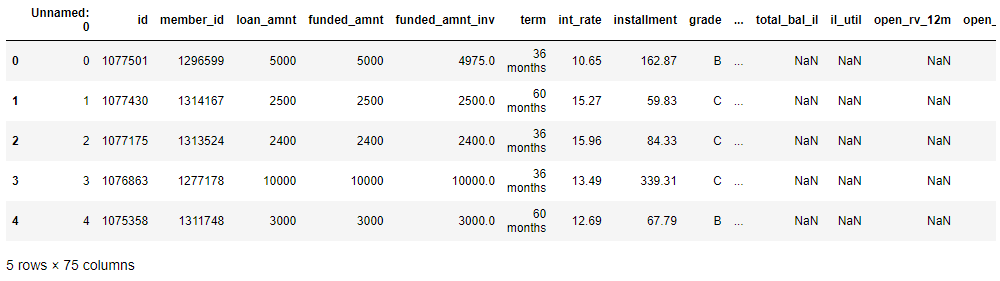 Unnamed: 0 id member_id loan_amnt funded_amnt funded_amnt_inv term int_rate installment grade ... total_bal_il il_util open_rv_12m open_
0 0 1077501 1296599 5000 5000 4975.0 36 months 10.65 162.87 B ... NaN NaN NaN
1 1 1077430 1314167 2500 2500 2500.0 60 months 15.27 59.83 C ... NaN NaN NaN
2 2 1077175 1313524 2400 2400 2400.0 36 months 15.96 84.33 C ... NaN NaN NaN
3 3 1076863 1277178 10000 10000 10000.0 36 months 13.49 339.31 C ... NaN NaN NaN
4 4 1075358 1311748 3000 3000 3000.0 60 months 12.69 67.79 B ... NaN NaN NaN
5 rows × 75 columns